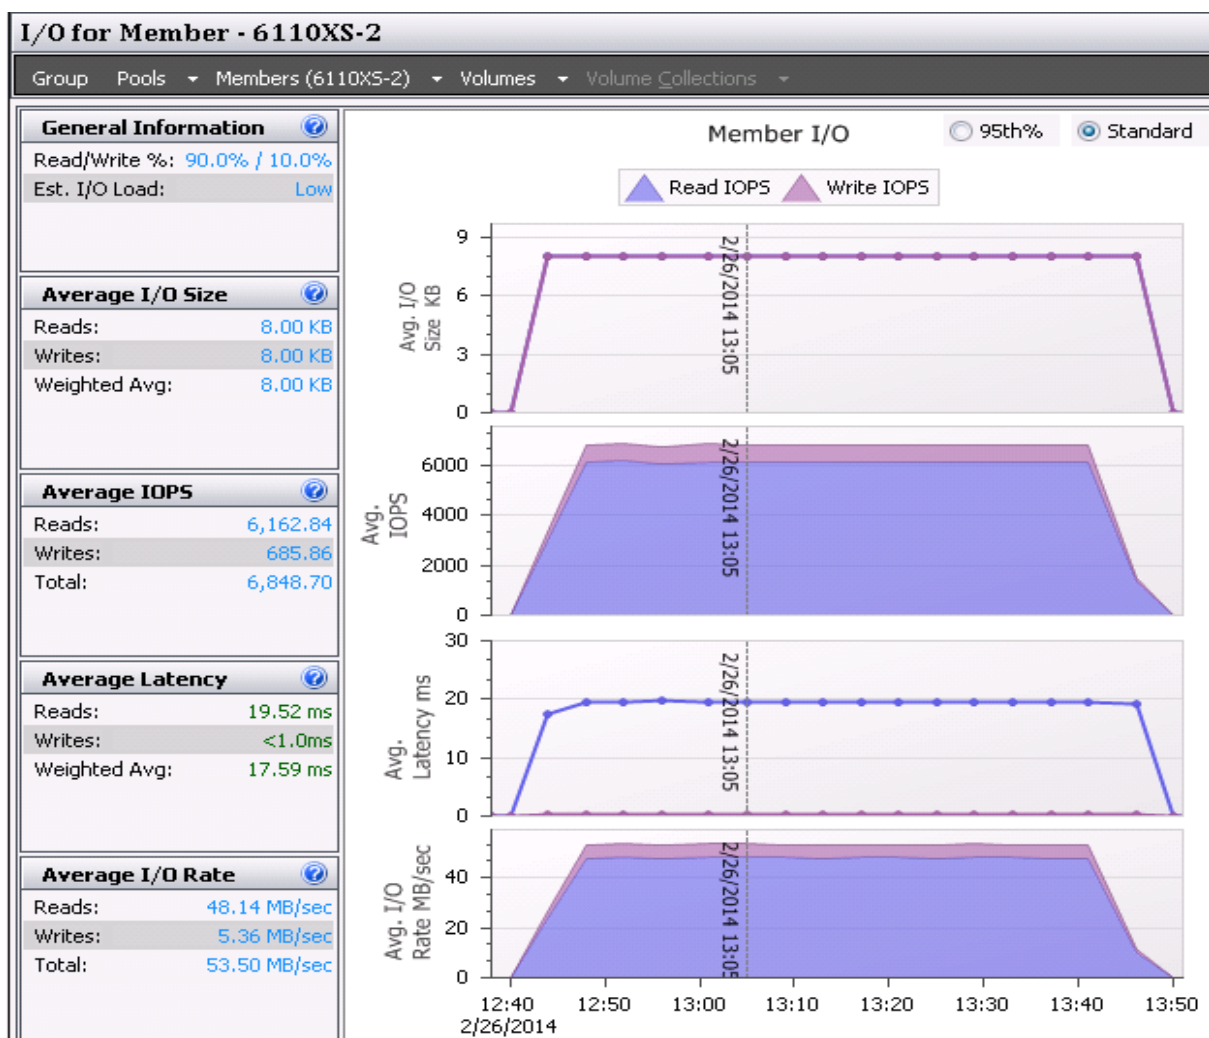 I/O for Member - 6110XS-2
Group Pools Members (6110XS-2) Volumes Volume Collections
General Information
Read/Write %: 90.0% / 10.0%
Est. I/O Load: Low
Average I/O Size
Reads: 8.00 KB
Writes: 8.00 KB
Weighted Avg: 8.00 KB
Average IOPS
Reads: 6,162.84
Writes: 685.86
Total: 6,848.70
Average Latency
Reads: 19.52 ms
Writes: <1.0ms
Weighted Avg: 17.59 ms
Average I/O Rate
Reads: 48.14 MB/sec
Writes: 5.36 MB/sec
Total: 53.50 MB/sec
Member I/O
95th% Standard
Read IOPS Write IOPS
Avg. I/O
Size KB
9
6
3
0
2/26/2014 13:05
Avg.
IOPS
6000
4000
2000
0
2/26/2014 13:05
Avg.
Latency ms
30
20
10
0
2/26/2014 13:05
Avg. I/O
Rate MB/sec
40
20
0
2/26/2014 13:05
12:40 12:50 13:00 13:10 13:20 13:30 13:40 13:50
2/26/2014